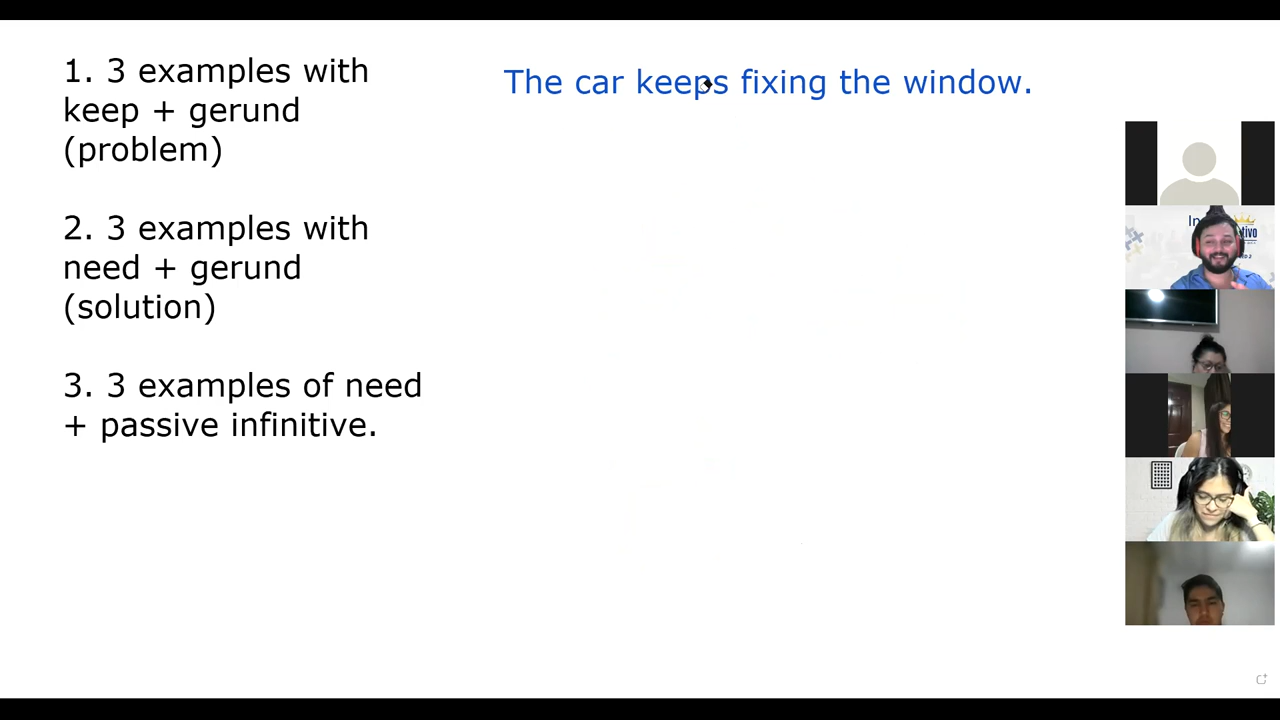 1. 3 examples with
keep + gerund
(problem)
2. 3 examples with
need + gerund
(solution)
3. 3 examples of need
+ passive infinitive.
The car keeps fixing the window.